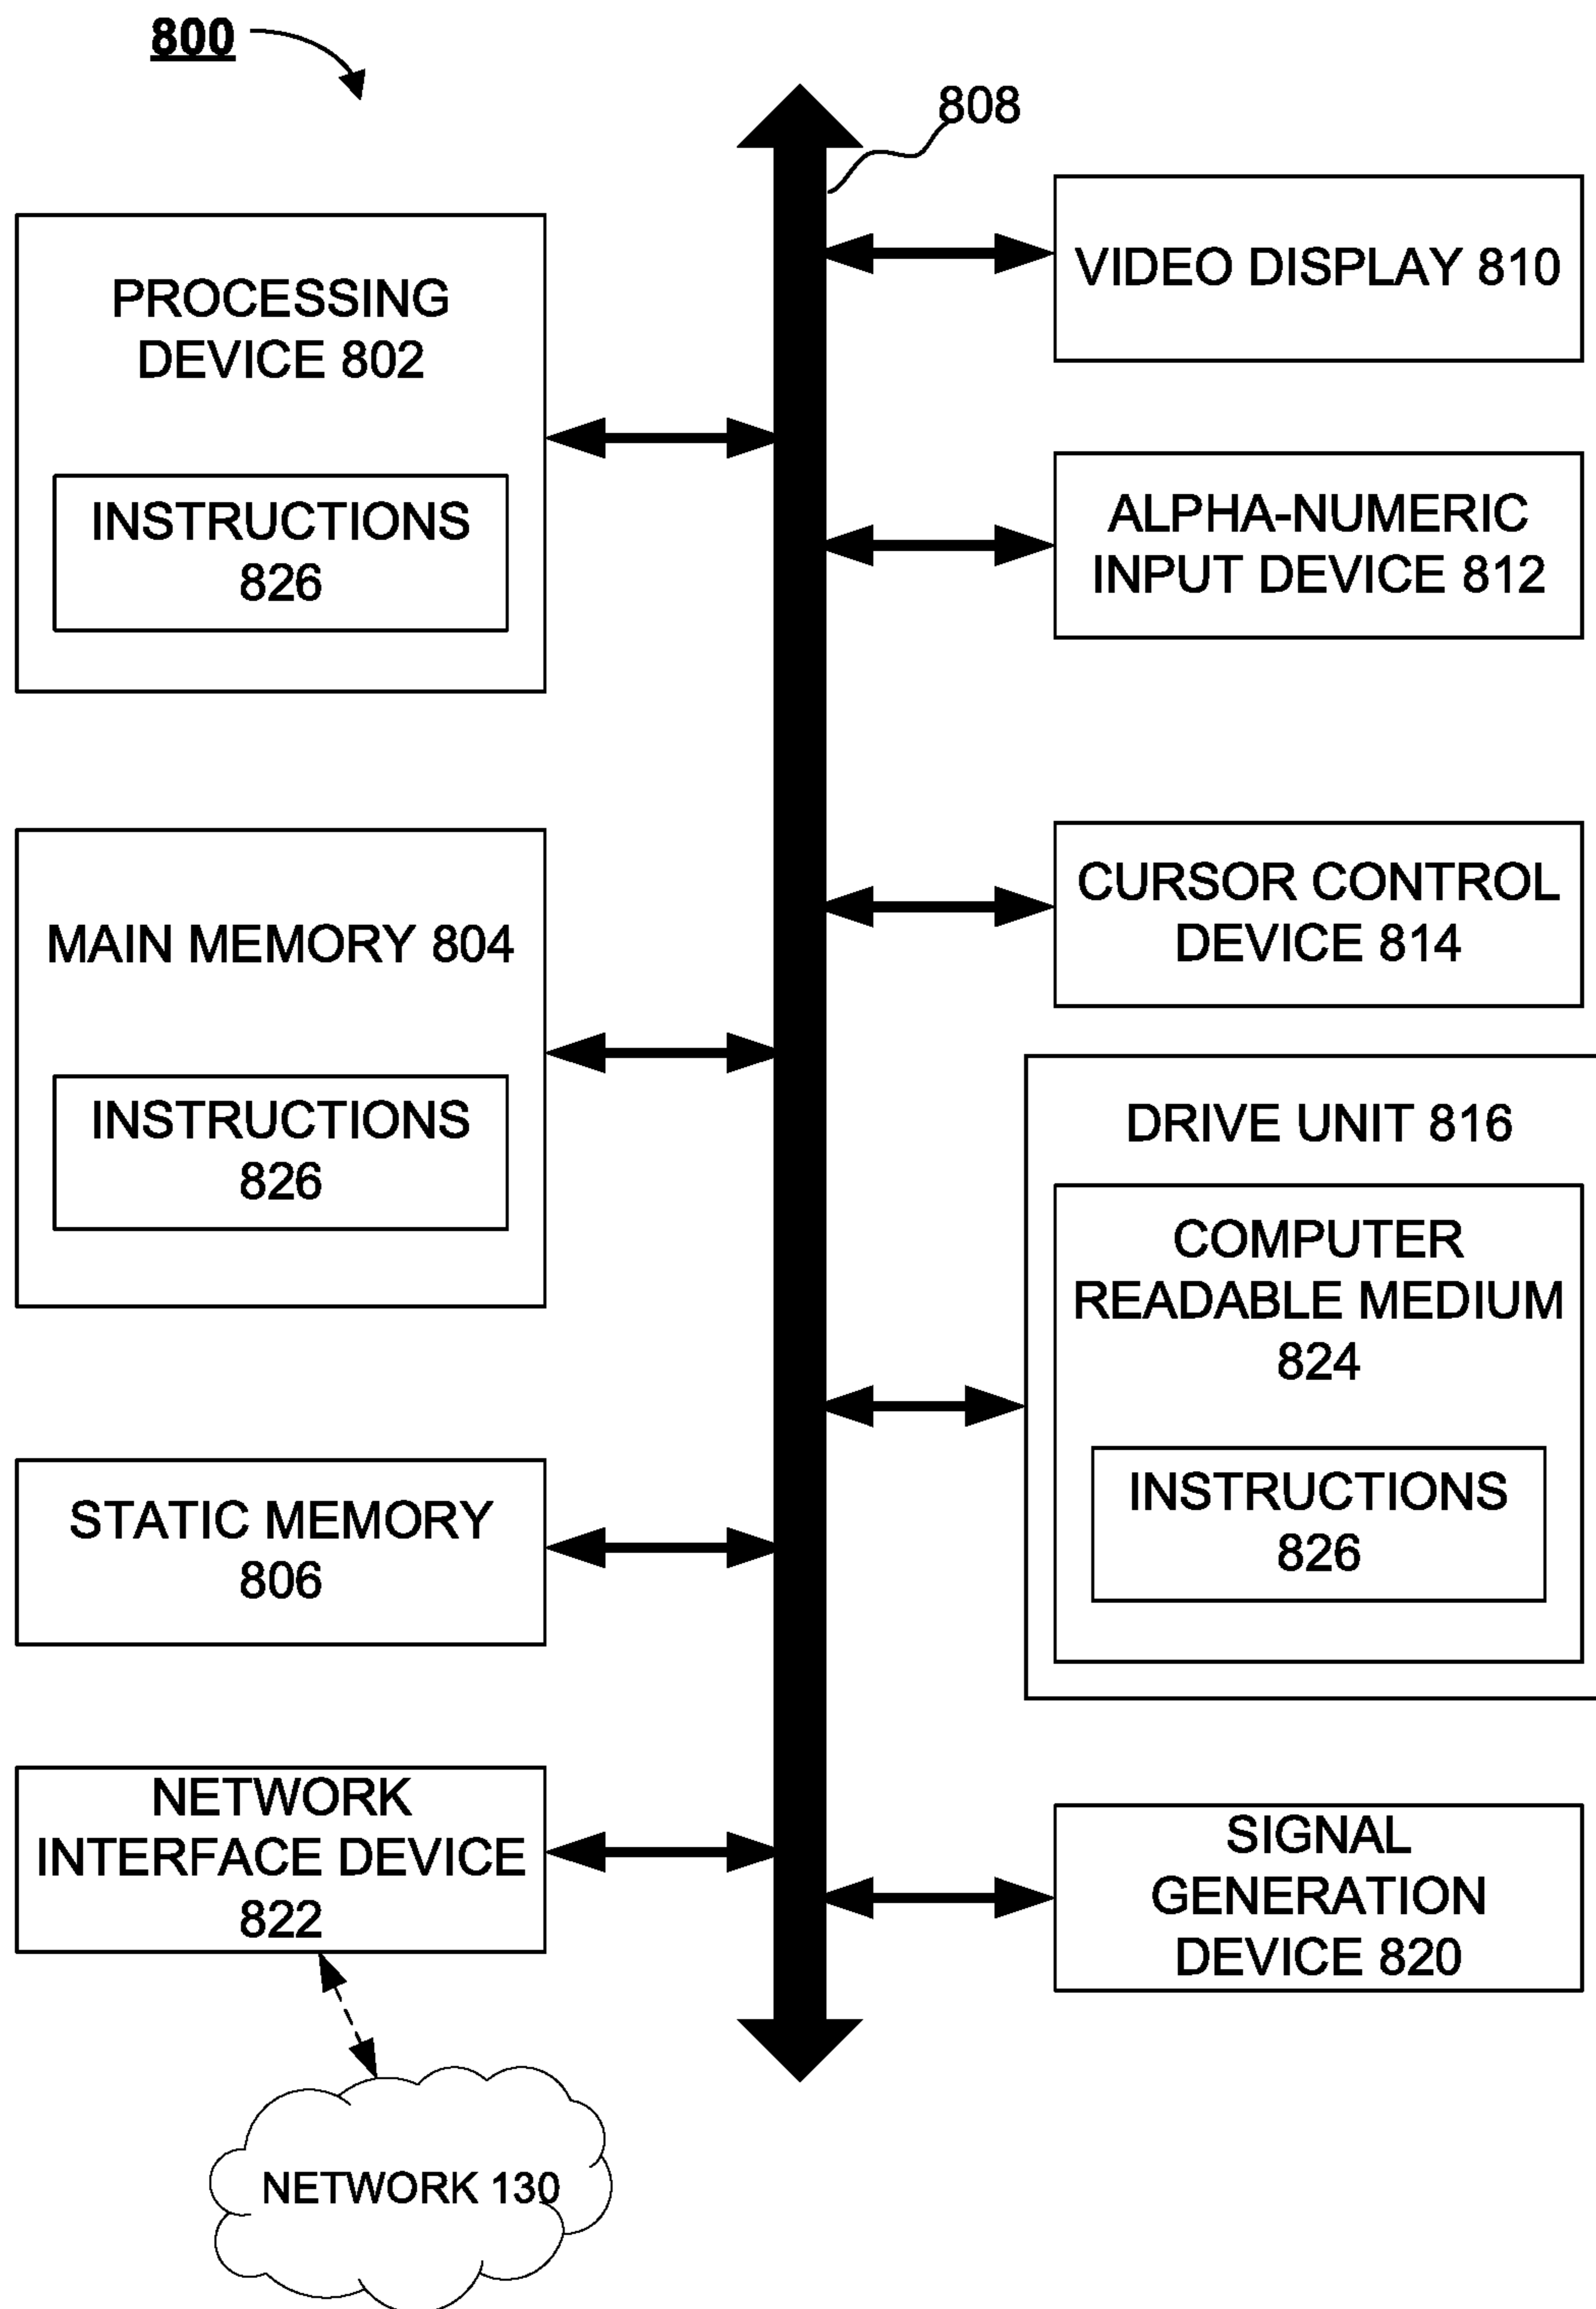 800
808
PROCESSING
DEVICE 802
INSTRUCTIONS
826
MAIN MEMORY 804
INSTRUCTIONS
826
STATIC MEMORY
806
NETWORK
INTERFACE DEVICE
822
NETWORK 130
VIDEO DISPLAY 810
ALPHA-NUMERIC
INPUT DEVICE 812
CURSOR CONTROL
DEVICE 814
DRIVE UNIT 816
COMPUTER
READABLE MEDIUM
824
INSTRUCTIONS
826
SIGNAL
GENERATION
DEVICE 820